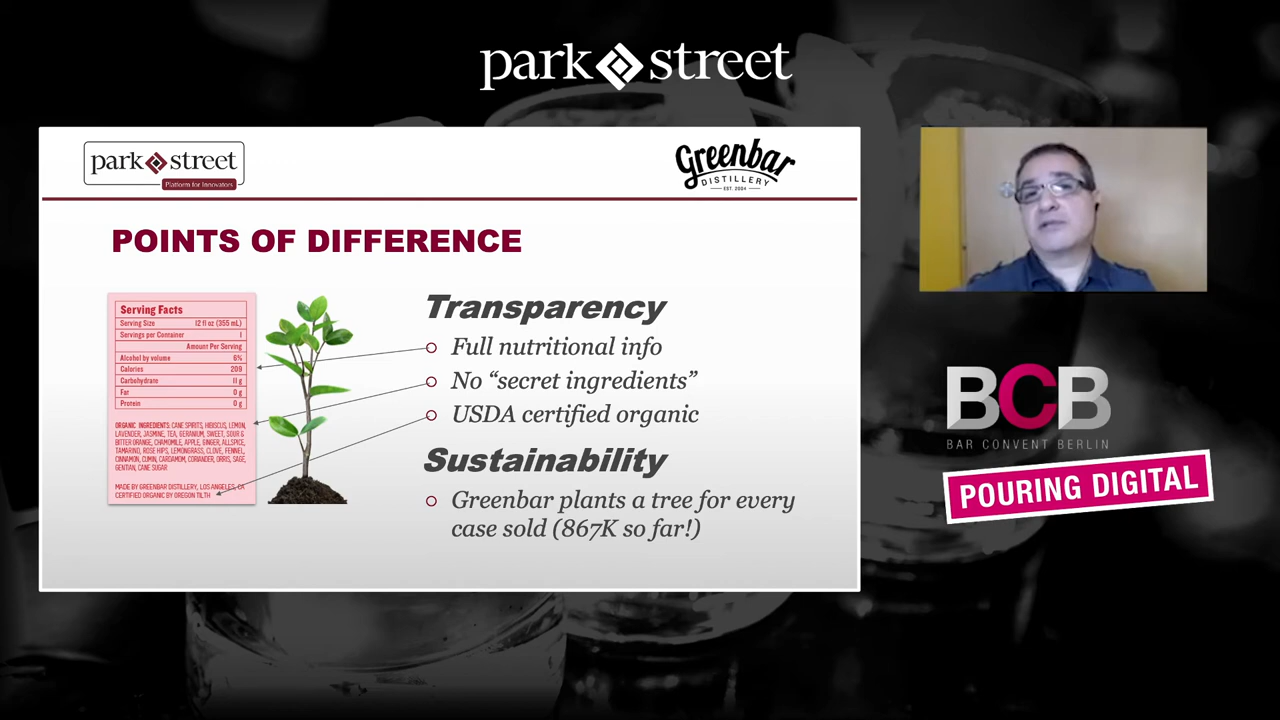 park street
park street
Platform for Innovators
Greenbar
DISTILLERY
EST. 2004
POINTS OF DIFFERENCE
Serving Facts
Serving Size 12 fl oz (355 mL)
Servings per Container 1
Amount Per Serving
Alcohol by volume 6%
Calories 209
Carbohydrate 11 g
Fat 0 g
Protein 0 g
ORGANIC INGREDIENTS: CANE SPIRITS, HIBISCUS, LEMON,
LAVENDER, JASMINE, TEA, GERANIUM, SWEET, SOUR &
BITTER ORANGE, CHAMOMILE, APPLE, GINGER, ALLSPICE,
TAMARIND, ROSE HIPS, LEMONGRASS, CLOVE, FENNEL,
CINNAMON, CUMIN, CARDAMOM, CORIANDER, ORRIS, SAGE,
GENTIAN, CANE SUGAR
MADE BY GREENBAR DISTILLERY, LOS ANGELES, CA
CERTIFIED ORGANIC BY OREGON TILTH
Transparency
Full nutritional info
No “secret ingredients”
USDA certified organic
Sustainability
Greenbar plants a tree for every
case sold (867K so far!)
BCB
BAR CONVENT BERLIN
POURING DIGITAL